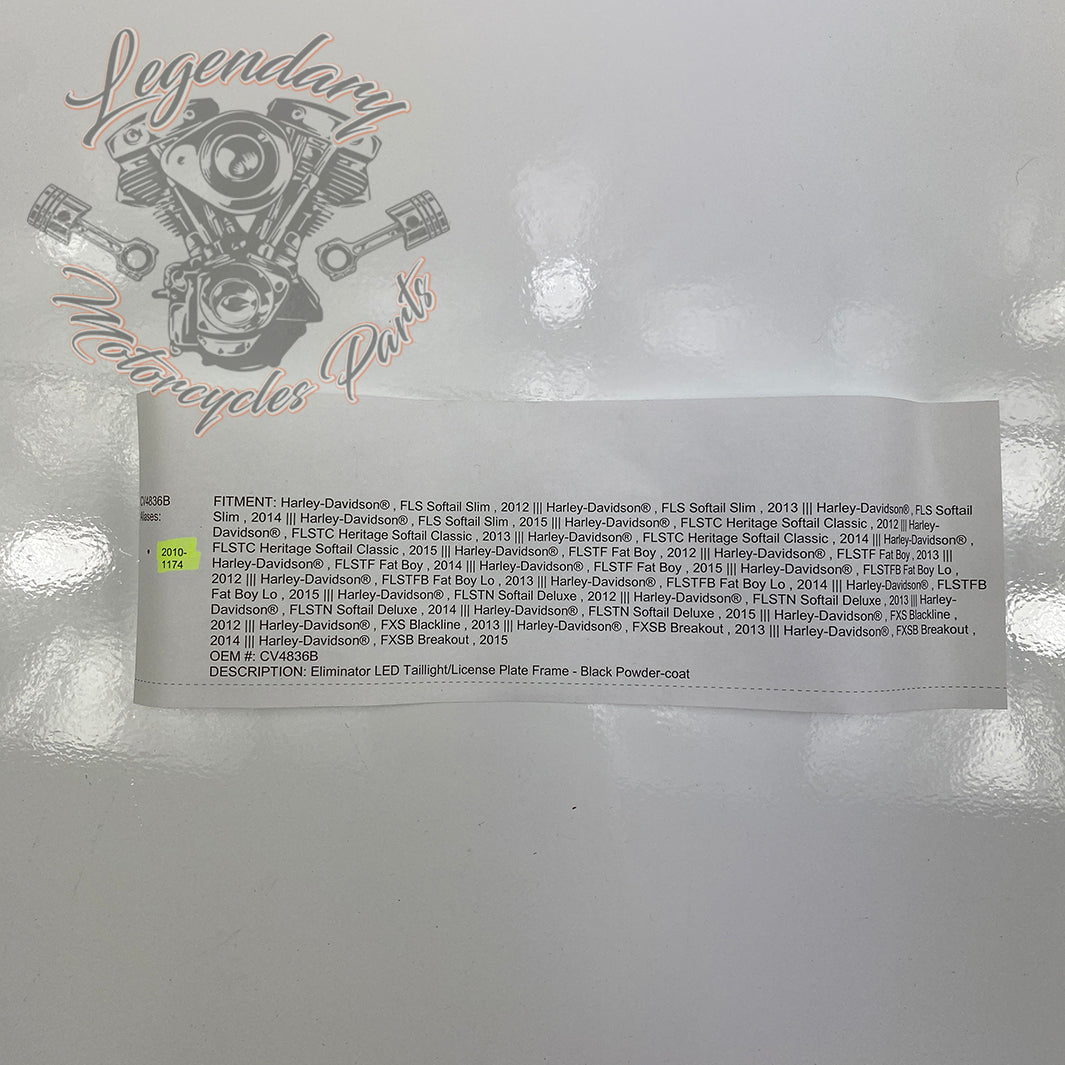 Legendary
Motorcycles Parts
CV4836B
Aliases:
2010-
1174
FITMENT: Harley-Davidson® , FLS Softail Slim , 2012 ||| Harley-Davidson® , FLS Softail Slim , 2013 ||| Harley-Davidson® , FLS Softail
Slim , 2014 ||| Harley-Davidson® , FLS Softail Slim , 2015 ||| Harley-Davidson® , FLSTC Heritage Softail Classic , 2012 ||| Harley-
Davidson® , FLSTC Heritage Softail Classic , 2013 ||| Harley-Davidson® , FLSTC Heritage Softail Classic , 2014 ||| Harley-Davidson® ,
FLSTC Heritage Softail Classic , 2015 ||| Harley-Davidson® , FLSTF Fat Boy , 2012 ||| Harley-Davidson® , FLSTF Fat Boy , 2013 |||
Harley-Davidson® , FLSTF Fat Boy , 2014 ||| Harley-Davidson® , FLSTF Fat Boy , 2015 ||| Harley-Davidson® , FLSTFB Fat Boy Lo ,
2012 ||| Harley-Davidson® , FLSTFB Fat Boy Lo , 2013 ||| Harley-Davidson® , FLSTFB Fat Boy Lo , 2014 ||| Harley-Davidson® , FLSTFB
Fat Boy Lo , 2015 ||| Harley-Davidson® , FLSTN Softail Deluxe , 2012 ||| Harley-Davidson® , FLSTN Softail Deluxe , 2013 ||| Harley-
Davidson® , FLSTN Softail Deluxe , 2014 ||| Harley-Davidson® , FLSTN Softail Deluxe , 2015 ||| Harley-Davidson® , FXS Blackline ,
2012 ||| Harley-Davidson® , FXS Blackline , 2013 ||| Harley-Davidson® , FXSB Breakout , 2013 ||| Harley-Davidson® , FXSB Breakout ,
2014 ||| Harley-Davidson® , FXSB Breakout , 2015
OEM #: CV4836B
DESCRIPTION: Eliminator LED Taillight/License Plate Frame - Black Powder-coat